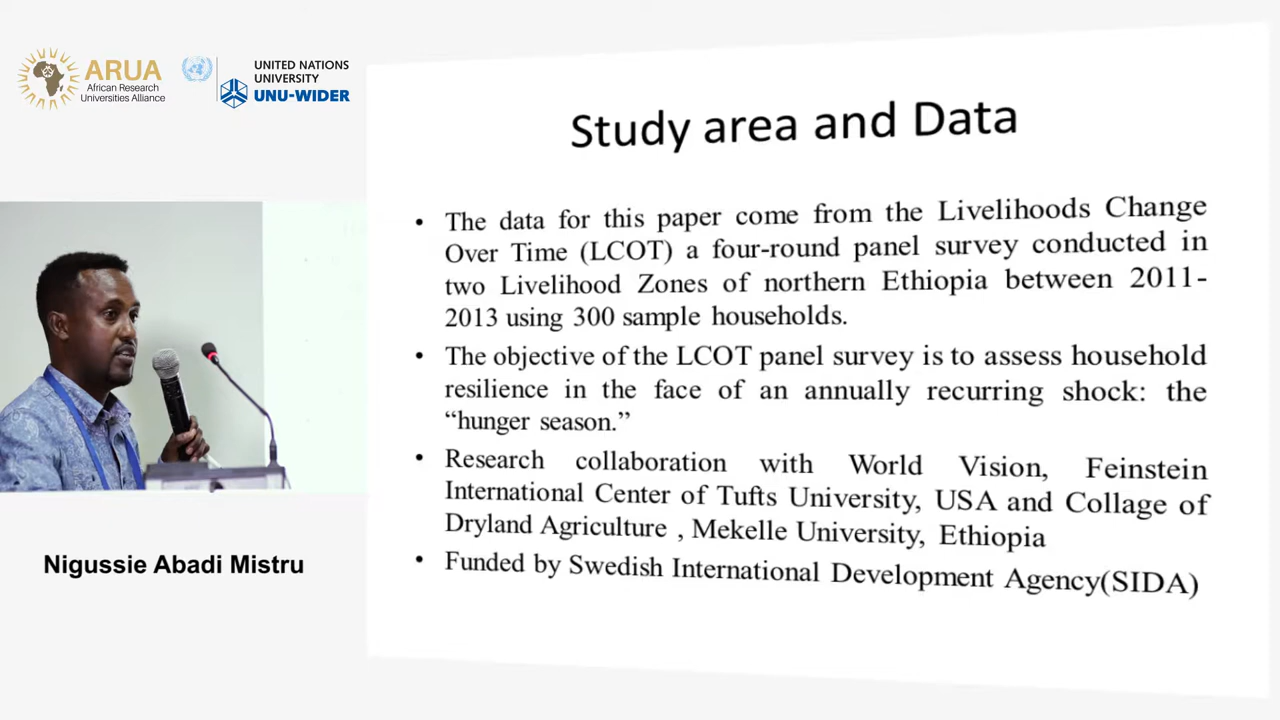 ARUA
African Research
Universities Alliance
UNITED NATIONS
UNIVERSITY
UNU-WIDER
Study area and Data
• The data for this paper come from the Livelihoods Change
Over Time (LCOT) a four-round panel survey conducted in
two Livelihood Zones of northern Ethiopia between 2011-
2013 using 300 sample households.
• The objective of the LCOT panel survey is to assess household
resilience in the face of an annually recurring shock: the
“hunger season.”
• Research collaboration with World Vision, Feinstein
International Center of Tufts University, USA and Collage of
Dryland Agriculture , Mekelle University, Ethiopia
• Funded by Swedish International Development Agency(SIDA)
Nigussie Abadi Mistru